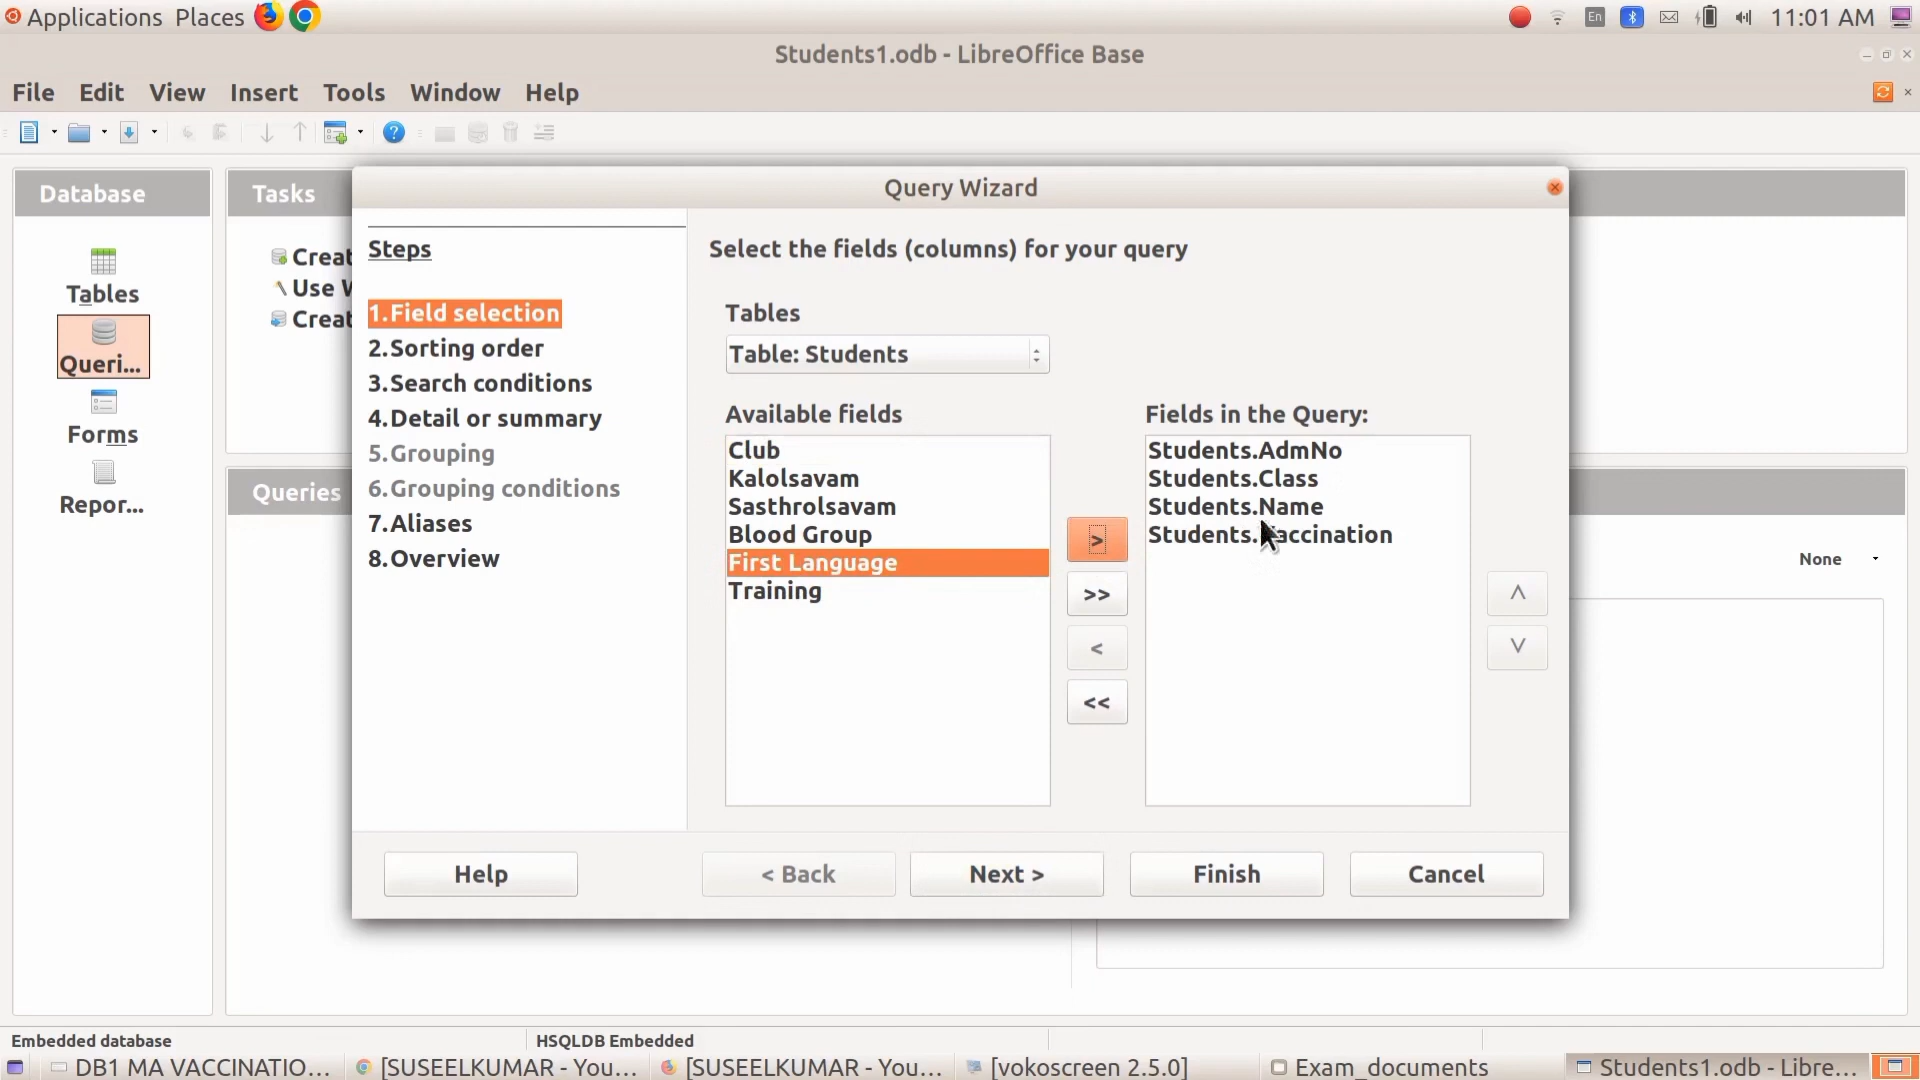 Applications Places
En
11:01 AM
Students1.odb - LibreOffice Base
File Edit View Insert Tools Window Help
Database
Tasks
Query Wizard
Tables
Queri...
Forms
Repor...
Creat
Use W
Creat
Queries
None
Steps
1.Field selection
2.Sorting order
3.Search conditions
4.Detail or summary
5.Grouping
6.Grouping conditions
7.Aliases
8.Overview
Select the fields (columns) for your query
Tables
Table: Students
Available fields
Club
Kalolsavam
Sasthrolsavam
Blood Group
First Language
Training
>
>>
<
<<
Fields in the Query:
Students.AdmNo
Students.Class
Students.Name
Students.Vaccination
Help
< Back
Next >
Finish
Cancel
Embedded database
HSQLDB Embedded
DB1 MA VACCINATIO...
[SUSEELKUMAR - You...
[SUSEELKUMAR - You...
[vokoscreen 2.5.0]
Exam_documents
Students1.odb - Libre...